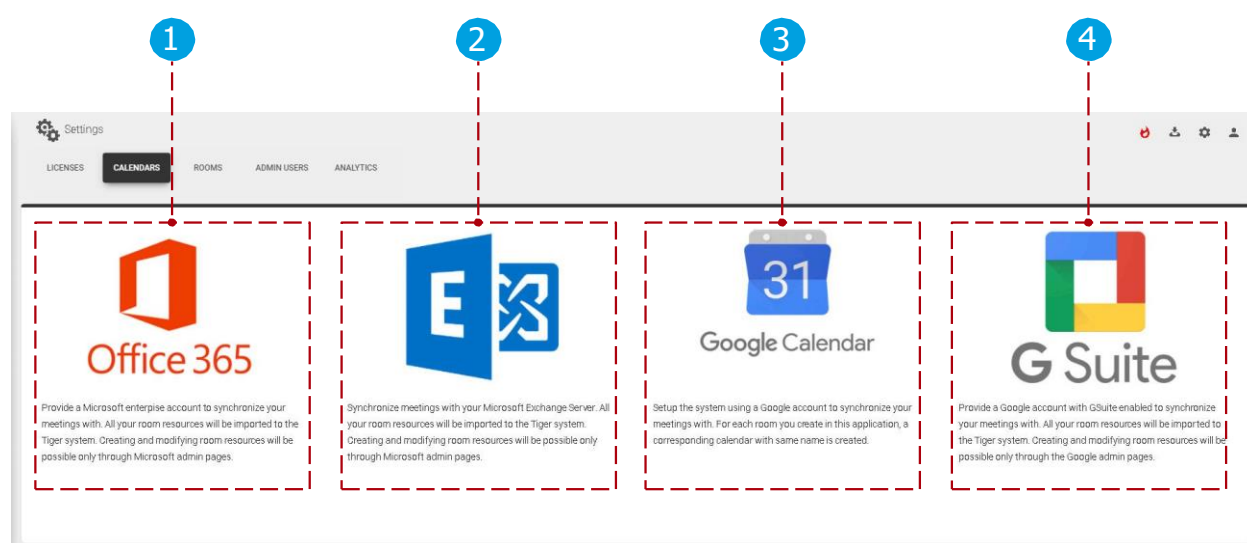 1 2 3 4
Settings
LICENSES CALENDARS ROOMS ADMIN USERS ANALYTICS
Office 365
Provide a Microsoft enterpise account to synchronize your
meetings with. All your room resources will be imported to the
Tiger system. Creating and modifying room resources will be
possible only through Microsoft admin pages.
E
Synchronize meetings with your Microsoft Exchange Server. All
your room resources will be imported to the Tiger system.
Creating and modifying room resources will be possible only
through Microsoft admin pages.
31
Google Calendar
Setup the system using a Google account to synchronize your
meetings with. For each room you create in this application, a
corresponding calendar with same name is created.
G Suite
Provide a Google account with GSuite enabled to synchronize
your meetings with. All your room resources will be imported to
the Tiger system. Creating and modifying room resources will be
possible only through the Google admin pages.